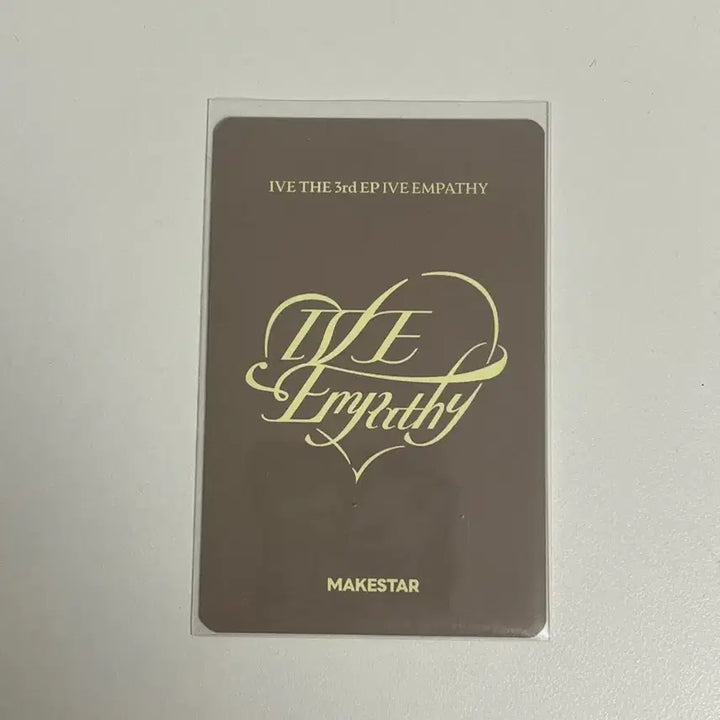 IVE THE 3rd EP IVE EMPATHY
IVE
Empathy
MAKESTAR